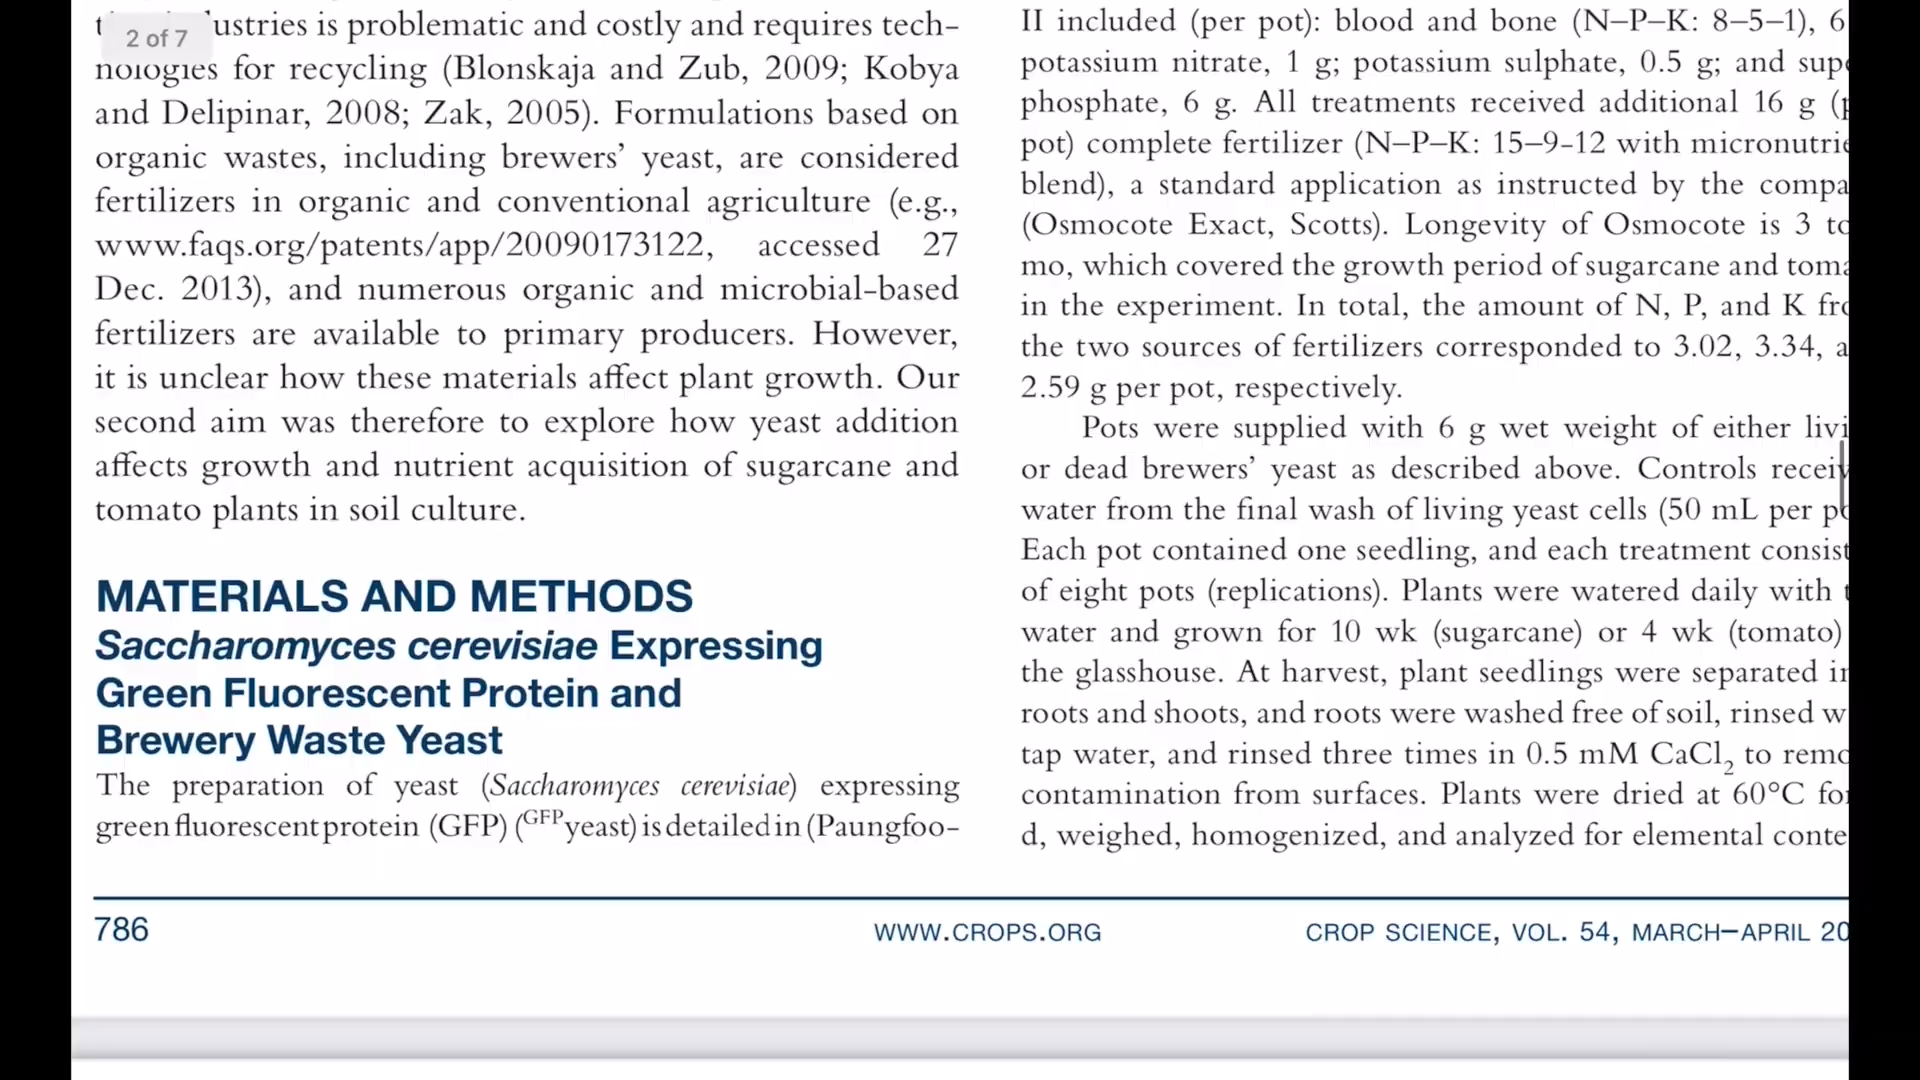 2 of 7
ustries is problematic and costly and requires tech-
nologies for recycling (Blonskaja and Zub, 2009; Kobya
and Delipinar, 2008; Zak, 2005). Formulations based on
organic wastes, including brewers’ yeast, are considered
fertilizers in organic and conventional agriculture (e.g.,
www.faqs.org/patents/app/20090173122, accessed 27
Dec. 2013), and numerous organic and microbial-based
fertilizers are available to primary producers. However,
it is unclear how these materials affect plant growth. Our
second aim was therefore to explore how yeast addition
affects growth and nutrient acquisition of sugarcane and
tomato plants in soil culture.
MATERIALS AND METHODS
Saccharomyces cerevisiae Expressing
Green Fluorescent Protein and
Brewery Waste Yeast
The preparation of yeast (Saccharomyces cerevisiae) expressing
green fluorescent protein (GFP) (GFPyeast) is detailed in (Paungfoo-
II included (per pot): blood and bone (N–P–K: 8–5–1), 6
potassium nitrate, 1 g; potassium sulphate, 0.5 g; and sup
phosphate, 6 g. All treatments received additional 16 g (
pot) complete fertilizer (N–P–K: 15–9-12 with micronutri
blend), a standard application as instructed by the compa
(Osmocote Exact, Scotts). Longevity of Osmocote is 3 to
mo, which covered the growth period of sugarcane and toma
in the experiment. In total, the amount of N, P, and K fro
the two sources of fertilizers corresponded to 3.02, 3.34, a
2.59 g per pot, respectively.
Pots were supplied with 6 g wet weight of either livi
or dead brewers’ yeast as described above. Controls receiv
water from the final wash of living yeast cells (50 mL per p
Each pot contained one seedling, and each treatment consist
of eight pots (replications). Plants were watered daily with t
water and grown for 10 wk (sugarcane) or 4 wk (tomato)
the glasshouse. At harvest, plant seedlings were separated in
roots and shoots, and roots were washed free of soil, rinsed w
tap water, and rinsed three times in 0.5 mM CaCl2 to remo
contamination from surfaces. Plants were dried at 60°C for
d, weighed, homogenized, and analyzed for elemental conte
786
WWW.CROPS.ORG
CROP SCIENCE, VOL. 54, MARCH–APRIL 20